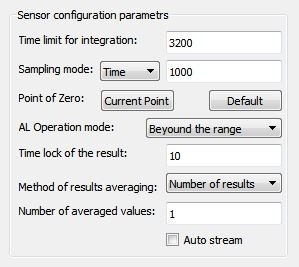 Sensor configuration parametrs
Time limit for integration: 3200
Sampling mode: Time 1000
Point of Zero: Current Point Default
AL Operation mode: Beyound the range
Time lock of the result: 10
Method of results averaging: Number of results
Number of averaged values: 1
Auto stream